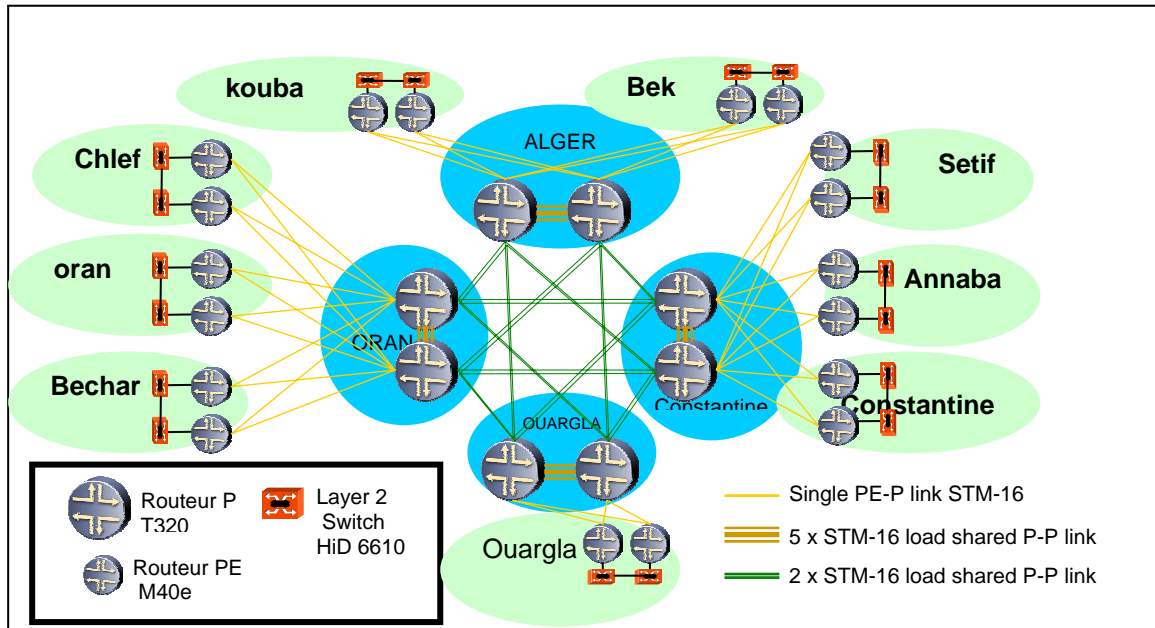 kouba
Bek
ALGER
Chlef
Setif
oran
Annaba
ORAN
Constantine
Bechar
Constantine
OUARGLA
Routeur P
T320
Layer 2
Switch
HiD 6610
Routeur PE
M40e
Ouargla
Single PE-P link STM-16
5 x STM-16 load shared P-P link
2 x STM-16 load shared P-P link